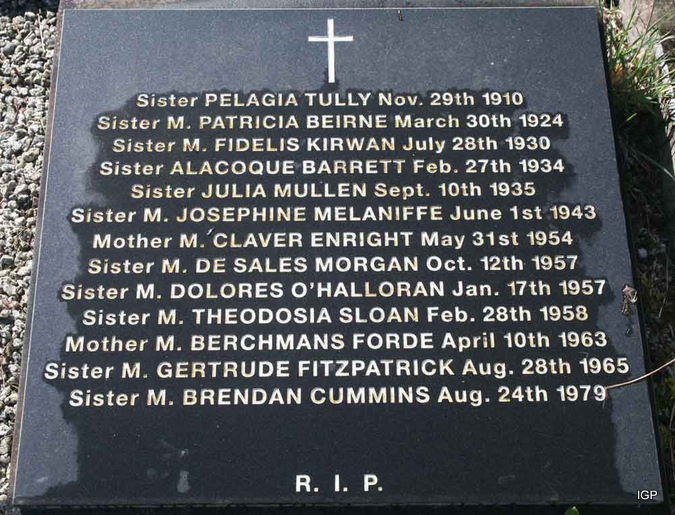 Sister PELAGIA TULLY Nov. 29th 1910
Sister M. PATRICIA BEIRNE March 30th 1924
Sister M. FIDELIS KIRWAN July 28th 1930
Sister ALACOQUE BARRETT Feb. 27th 1934
Sister JULIA MULLEN Sept. 10th 1935
Sister M. JOSEPHINE MELANIFFE June 1st 1943
Mother M. CLAVER ENRIGHT May 31st 1954
Sister M. DE SALES MORGAN Oct. 12th 1957
Sister M. DOLORES O'HALLORAN Jan. 17th 1957
Sister M. THEODOSIA SLOAN Feb. 28th 1958
Mother M. BERCHMANS FORDE April 10th 1963
Sister M. GERTRUDE FITZPATRICK Aug. 28th 1965
Sister M. BRENDAN CUMMINS Aug. 24th 1979
R. I. P.
IGP